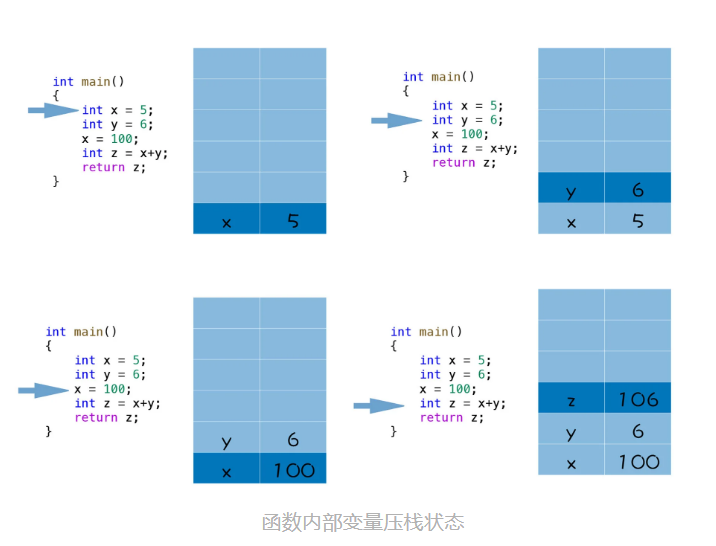 int main()
{
int x = 5;
int y = 6;
x = 100;
int z = x+y;
return z;
}
x 5
int main()
{
int x = 5;
int y = 6;
x = 100;
int z = x+y;
return z;
}
y 6
x 5
int main()
{
int x = 5;
int y = 6;
x = 100;
int z = x+y;
return z;
}
y 6
x 100
int main()
{
int x = 5;
int y = 6;
x = 100;
int z = x+y;
return z;
}
z 106
y 6
x 100
函数内部变量压栈状态